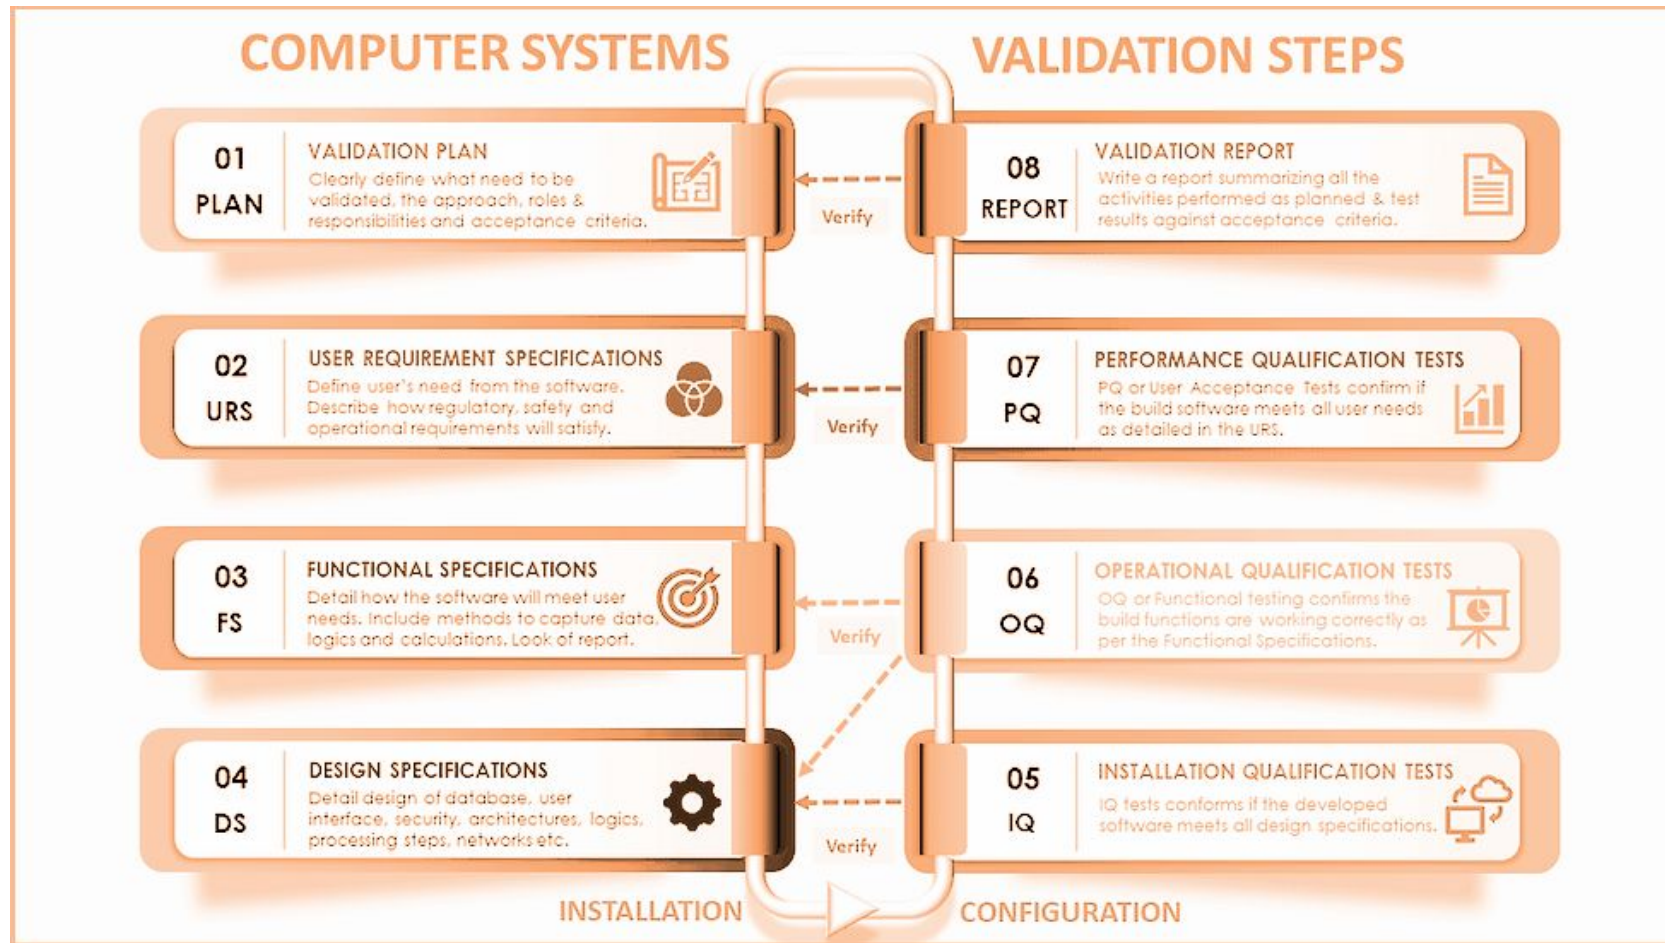 COMPUTER SYSTEMS VALIDATION STEPS
01
PLAN
VALIDATION PLAN
Clearly define what need to be
validated, the approach, roles &
responsibilities and acceptance criteria.
02
URS
USER REQUIREMENT SPECIFICATIONS
Define user's need from the software.
Describe how regulatory, safety and
operational requirements will satisfy.
03
FS
FUNCTIONAL SPECIFICATIONS
Detail how the software will meet user
needs. Include methods to capture data,
logics and calculations. Look of report.
04
DS
DESIGN SPECIFICATIONS
Detail design of database, user
interface, security, architectures, logics,
processing steps, networks etc.
Verify
Verify
Verify
Verify
08
REPORT
VALIDATION REPORT
Write a report summarizing all the
activities performed as planned & test
results against acceptance criteria.
07
PQ
PERFORMANCE QUALIFICATION TESTS
PQ or User Acceptance Tests confirm if
the build software meets all user needs
as detailed in the URS.
06
OQ
OPERATIONAL QUALIFICATION TESTS
OQ or Functional testing confirms the
build functions are working correctly as
per the Functional Specifications.
05
IQ
INSTALLATION QUALIFICATION TESTS
IQ tests conforms if the developed
software meets all design specifications.
INSTALLATION
CONFIGURATION